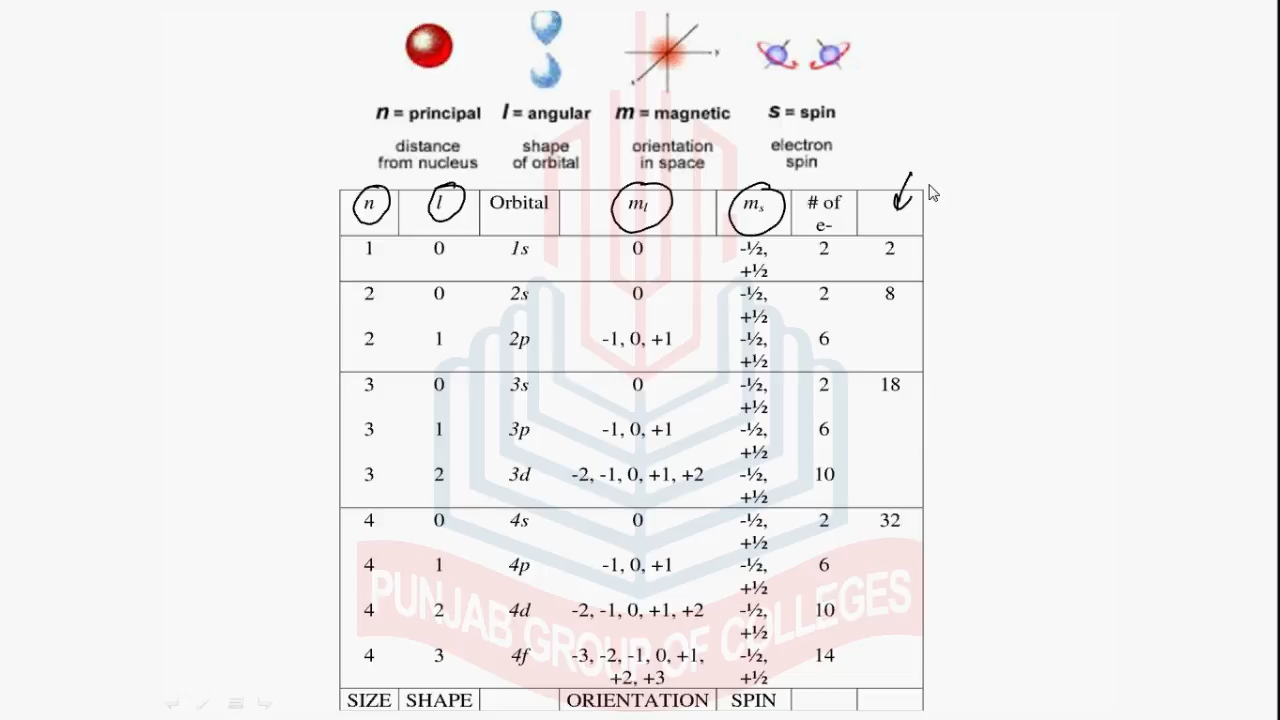 n = principal
l = angular
m = magnetic
s = spin
distance
from nucleus
shape
of orbital
orientation
in space
electron
spin
n l Orbital ml ms # of
e-
1 0 1s 0 -½, 2 2
+½
2 0 2s 0 -½, 2 8
+½
2 1 2p -1, 0, +1 -½, 6
+½
3 0 3s 0 -½, 2 18
+½
3 1 3p -1, 0, +1 -½, 6
+½
3 2 3d -2, -1, 0, +1, +2 -½, 10
+½
4 0 4s 0 -½, 2 32
+½
4 1 4p -1, 0, +1 -½, 6
+½
4 2 4d -2, -1, 0, +1, +2 -½, 10
+½
4 3 4f -3, -2, -1, 0, +1, -½, 14
+2, +3 +½
SIZE SHAPE ORIENTATION SPIN
PUNJAB GROUP OF COLLEGES